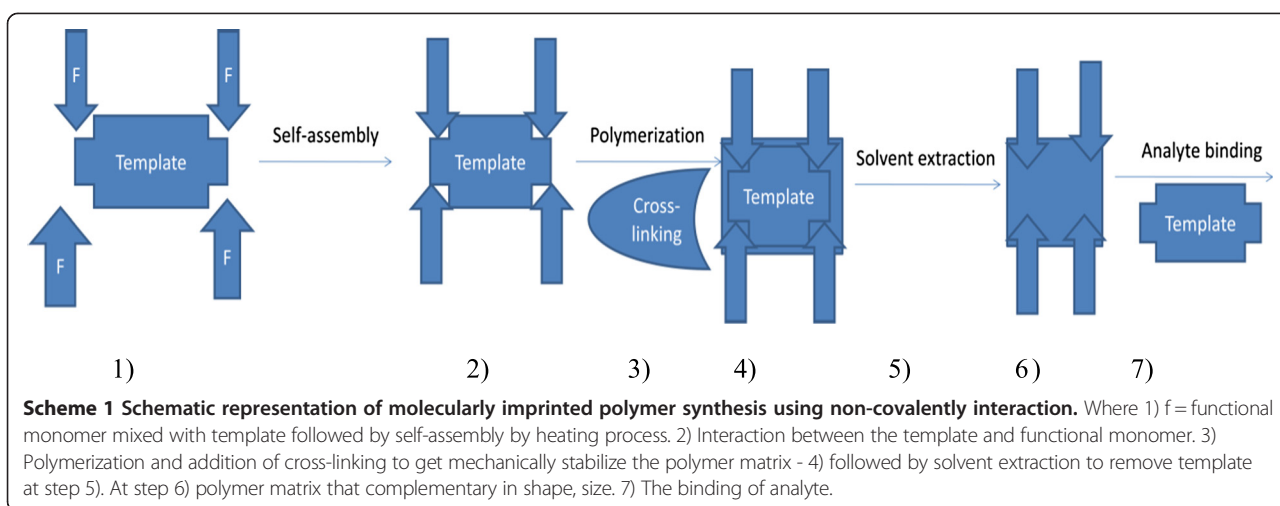 F
F
Template
F
F
Self-assembly
Template
Polymerization
Cross-
linking
Template
Solvent extraction
Analyte binding
Template
1)
2)
3)
4)
5)
6)
7)
Scheme 1 Schematic representation of molecularly imprinted polymer synthesis using non-covalently interaction. Where 1) f = functional
monomer mixed with template followed by self-assembly by heating process. 2) Interaction between the template and functional monomer. 3)
Polymerization and addition of cross-linking to get mechanically stabilize the polymer matrix - 4) followed by solvent extraction to remove template
at step 5). At step 6) polymer matrix that complementary in shape, size. 7) The binding of analyte.